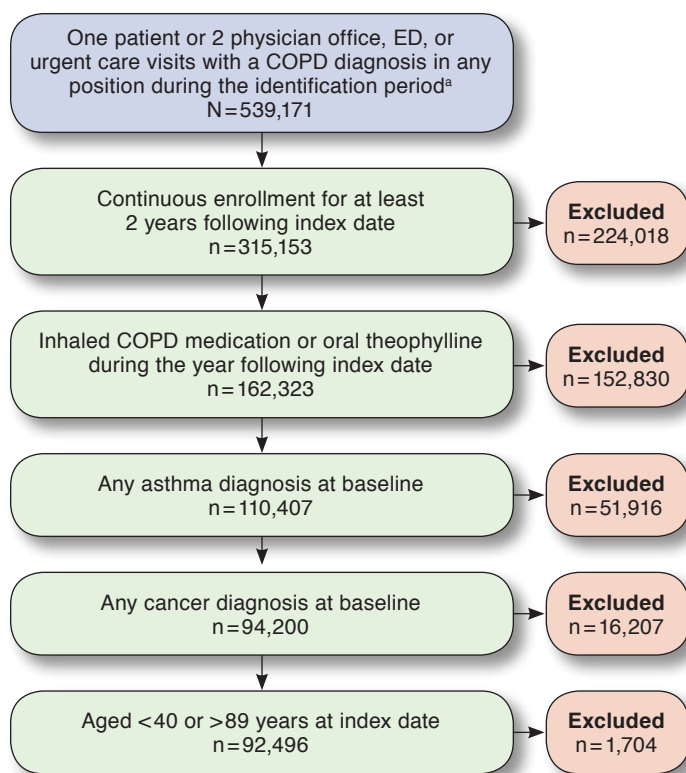 One patient or 2 physician office, ED, or
urgent care visits with a COPD diagnosis in any
position during the identification periodᵃ
N=539,171
Continuous enrollment for at least
2 years following index date
n=315,153
Excluded
n=224,018
Inhaled COPD medication or oral theophylline
during the year following index date
n=162,323
Excluded
n=152,830
Any asthma diagnosis at baseline
n=110,407
Excluded
n=51,916
Any cancer diagnosis at baseline
n=94,200
Excluded
n=16,207
Aged <40 or >89 years at index date
n=92,496
Excluded
n=1,704